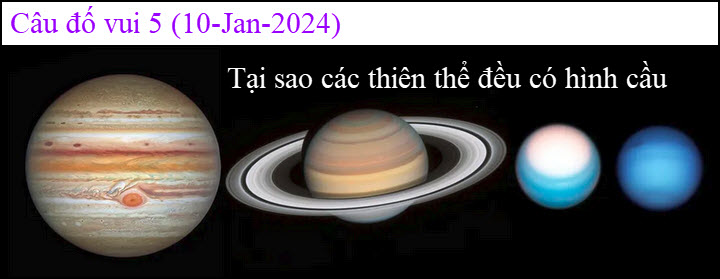 Câu đố vui 5 (10-Jan-2024)
Tại sao các thiên thể đều có hình cầu